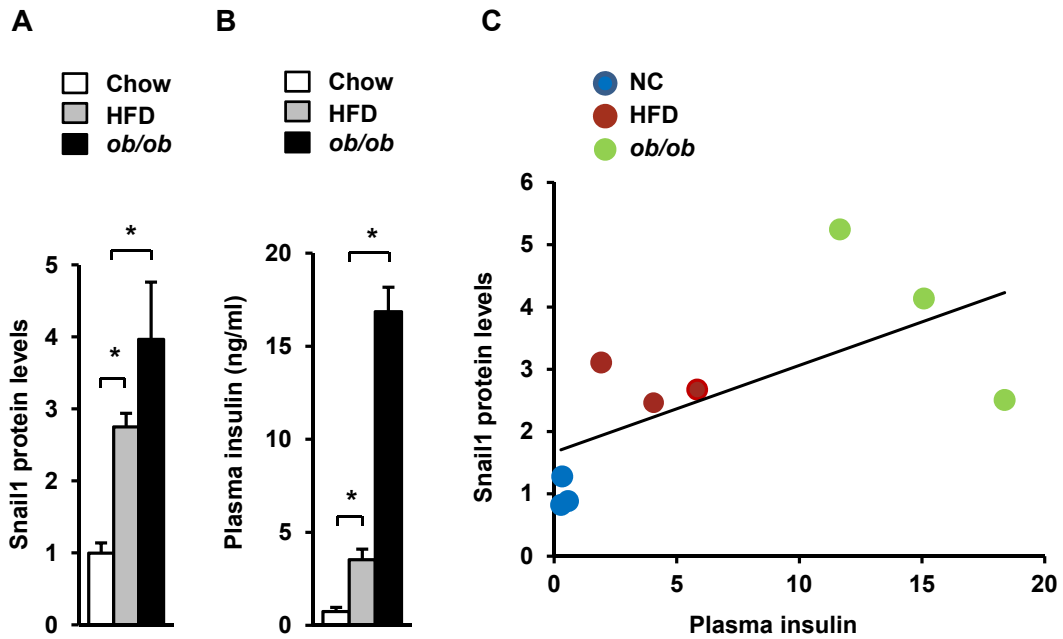 A
Chow
HFD
ob/ob
*
*
5
4
3
2
1
0
Snail1 protein levels
B
Chow
HFD
ob/ob
*
*
20
15
10
5
0
Plasma insulin (ng/ml)
C
NC
HFD
ob/ob
6
5
4
3
2
1
0
Snail1 protein levels
0 5 10 15 20
Plasma insulin